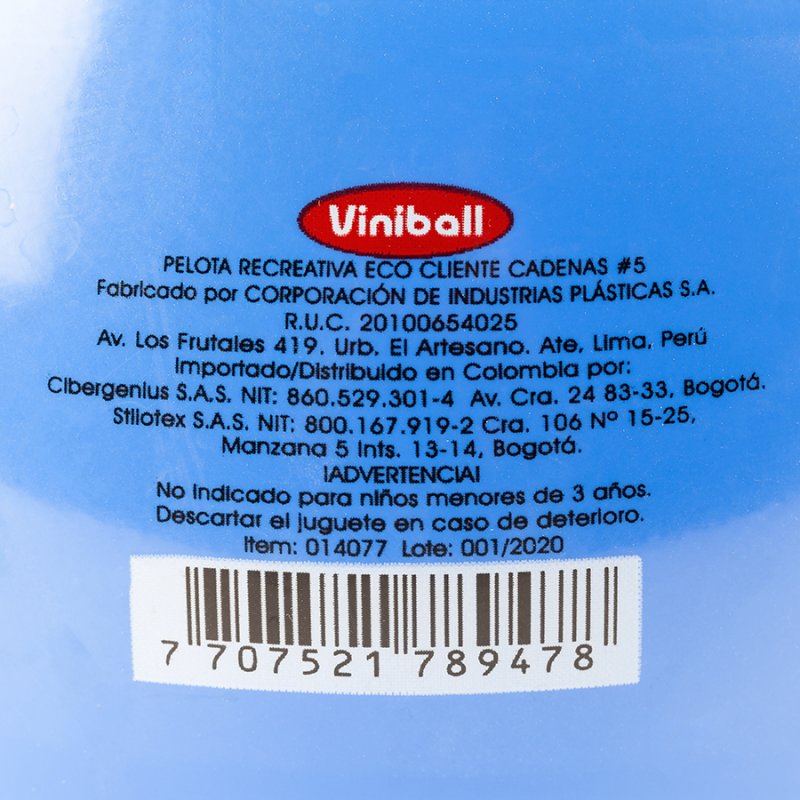 Viniball
PELOTA RECREATIVA ECO CLIENTE CADENAS #5
Fabricado por CORPORACIÓN DE INDUSTRIAS PLÁSTICAS S.A.
R.U.C. 20100654025
Av. Los Frutales 419. Urb. El Artesano. Ate, Lima, Perú
Importado/Distribuido en Colombia por:
Cibergenius S.A.S. NIT: 860.529.301-4 Av. Cra. 24 83-33, Bogotá.
Stilotex S.A.S. NIT: 800.167.919-2 Cra. 106 Nº 15-25,
Manzana 5 Ints. 13-14, Bogotá.
¡ADVERTENCIA!
No indicado para niños menores de 3 años.
Descartar el juguete en caso de deterioro.
Item: 014077 Lote: 001/2020
7 707521 789478